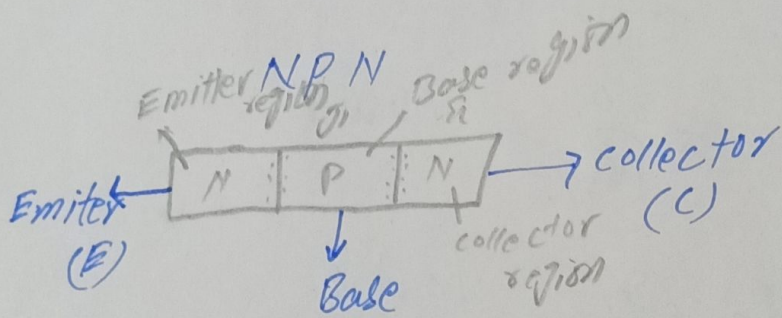 NPN
Emitter
region
Base region
N
P
N
Emiter
(E)
collector
(C)
collector
region
Base